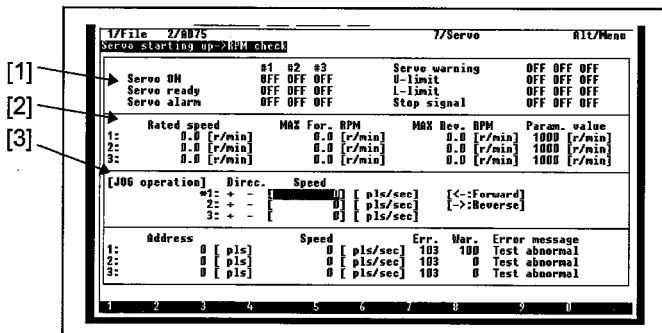 1/File 2/AD75 7/Servo Alt/Menu
Servo starting up->RPM check
#1 #2 #3 Servo warning OFF OFF OFF
[1] Servo ON OFF OFF OFF U-limit OFF OFF OFF
Servo ready OFF OFF OFF L-limit OFF OFF OFF
Servo alarm OFF OFF OFF Stop signal OFF OFF OFF
[2] Rated speed MAX For. RPM MAX Rev. RPM Param. value
1: 0.0 [r/min] 0.0 [r/min] 0.0 [r/min] 1000 [r/min]
2: 0.0 [r/min] 0.0 [r/min] 0.0 [r/min] 1000 [r/min]
3: 0.0 [r/min] 0.0 [r/min] 0.0 [r/min] 1000 [r/min]
[3] [JOG operation] Direc. Speed
*1: + - [ 0] [ pls/sec] [<-:Forward]
2: + - [ 0] [ pls/sec] [->:Reverse]
3: + - [ 0] [ pls/sec]
Address Speed Err. War. Error message
1: 0 [ pls] 0 [ pls/sec] 103 100 Test abnormal
2: 0 [ pls] 0 [ pls/sec] 103 0 Test abnormal
3: 0 [ pls] 0 [ pls/sec] 103 0 Test abnormal
1 2 3 4 5 6 7 8 9 0